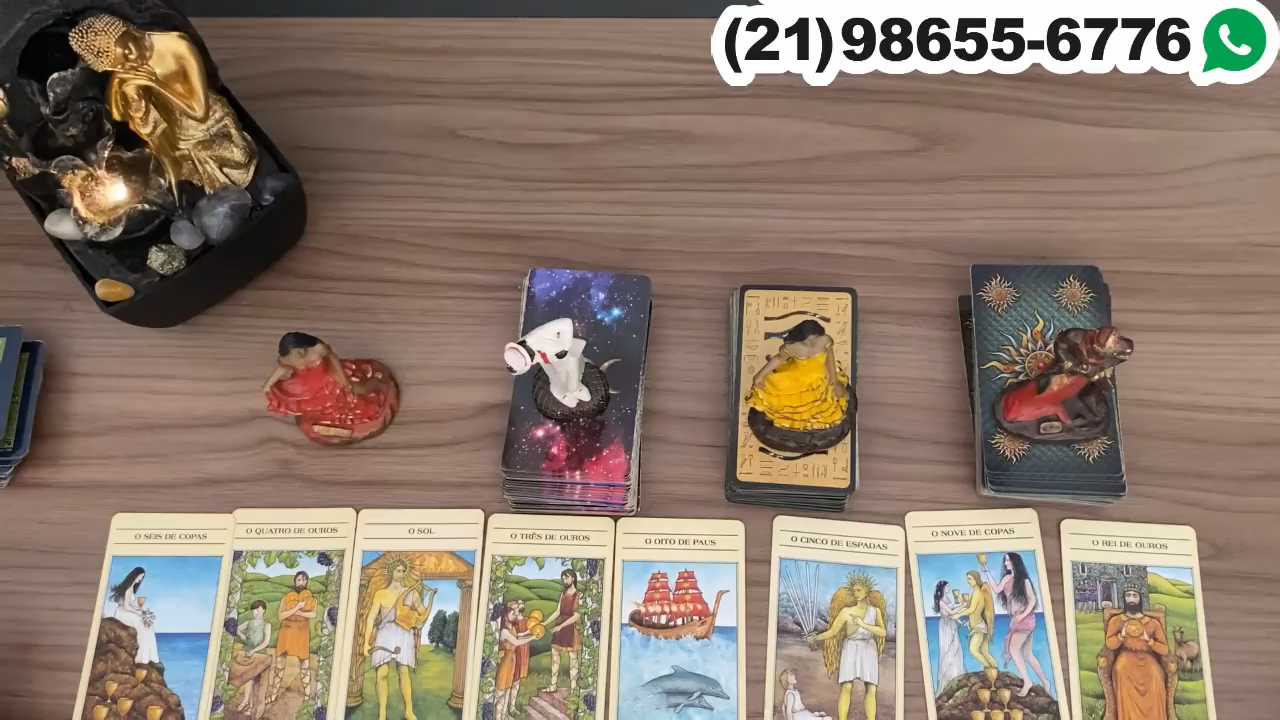 (21)98655-6776
O SEIS DE COPAS
O QUATRO DE OUROS
O SOL
O TRÊS DE OUROS
O OITO DE PAUS
O CINCO DE ESPADAS
O NOVE DE COPAS
O REI DE OUROS